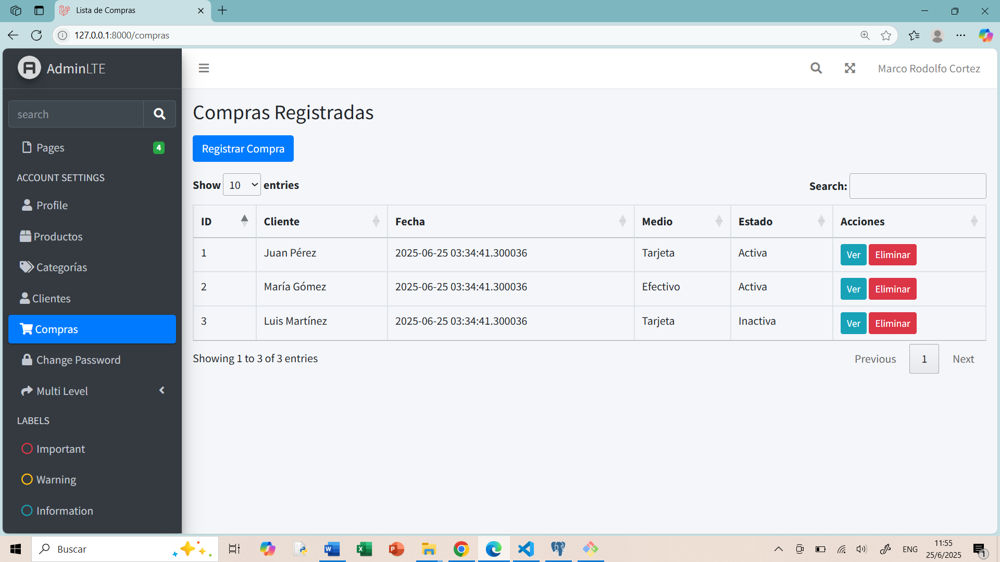 Lista de Compras
127.0.0.1:8000/compras
AdminLTE
Marco Rodolfo Cortez
search
Pages 4
ACCOUNT SETTINGS
Profile
Productos
Categorías
Clientes
Compras
Change Password
Multi Level
LABELS
Important
Warning
Information
Compras Registradas
Registrar Compra
Show 10 entries
Search:
ID Cliente Fecha Medio Estado Acciones
1 Juan Pérez 2025-06-25 03:34:41.300036 Tarjeta Activa Ver Eliminar
2 María Gómez 2025-06-25 03:34:41.300036 Efectivo Activa Ver Eliminar
3 Luis Martínez 2025-06-25 03:34:41.300036 Tarjeta Inactiva Ver Eliminar
Showing 1 to 3 of 3 entries
Previous 1 Next
Buscar
ENG
11:55
25/6/2025
1